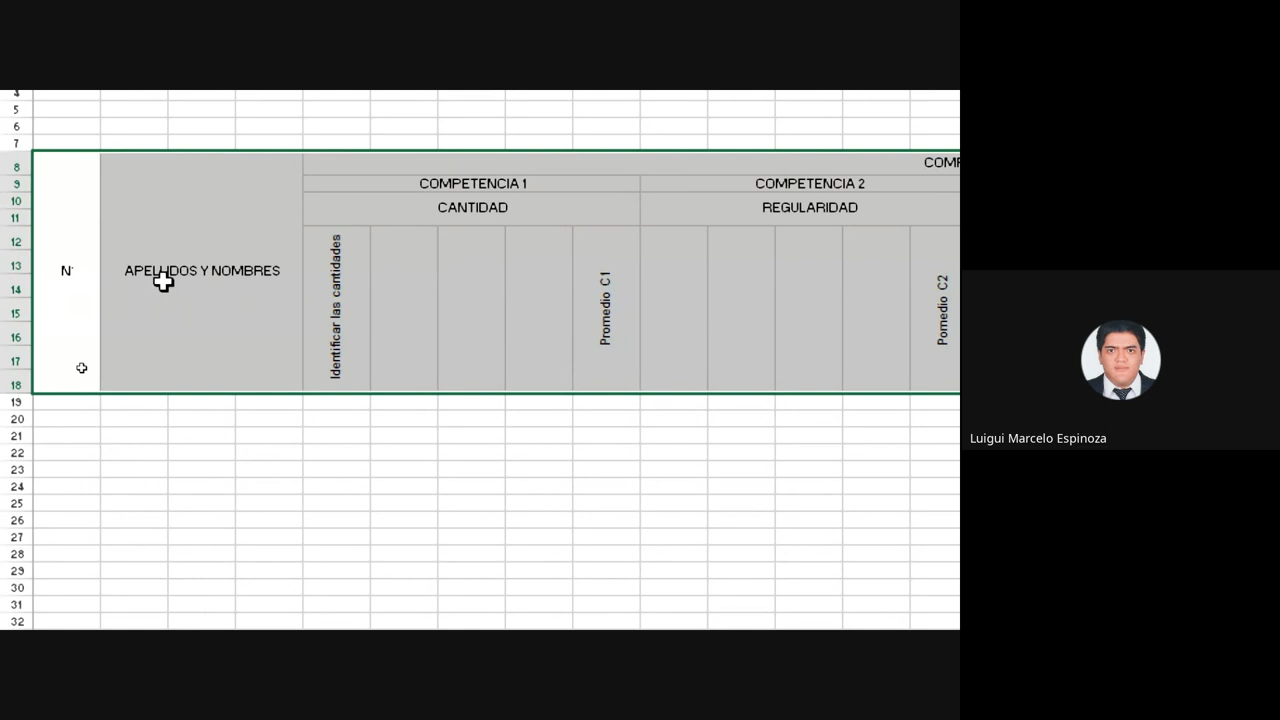 4
5
6
7
8
COMP
9
COMPETENCIA 1
COMPETENCIA 2
10
CANTIDAD
REGULARIDAD
11
12
13
14
15
16
17
18
N°
APELLIDOS Y NOMBRES
Identificar las cantidades
Promedio C1
Pomedio C2
19
20
21
22
23
24
25
26
27
28
29
30
31
32
Luigui Marcelo Espinoza